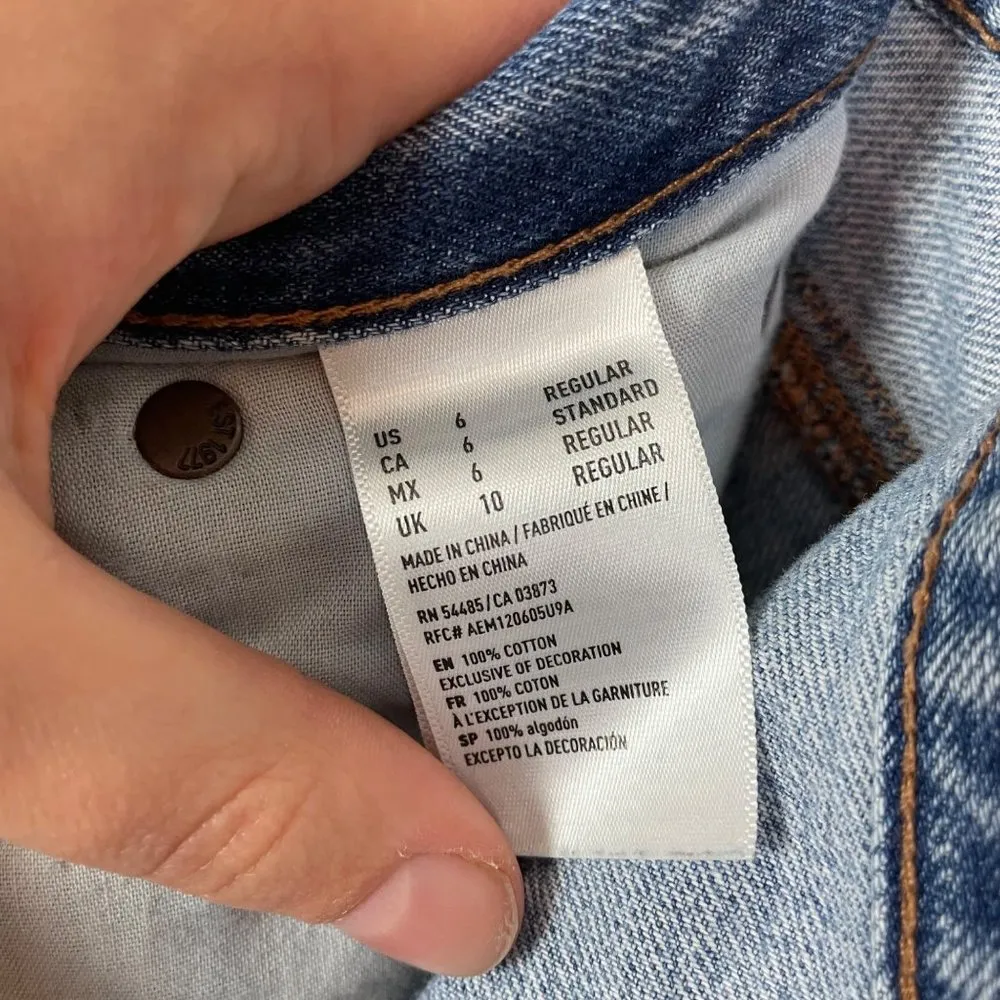 US 6 REGULAR
CA 6 STANDARD
MX 6 REGULAR
UK 10 REGULAR
MADE IN CHINA / FABRIQUÉ EN CHINE /
HECHO EN CHINA
RN 54485/CA 03873
RFC# AEM120605U9A
EN 100% COTTON
EXCLUSIVE OF DECORATION
FR 100% COTON
À L'EXCEPTION DE LA GARNITURE
SP 100% algodón
EXCEPTO LA DECORACIÓN
ST 1977